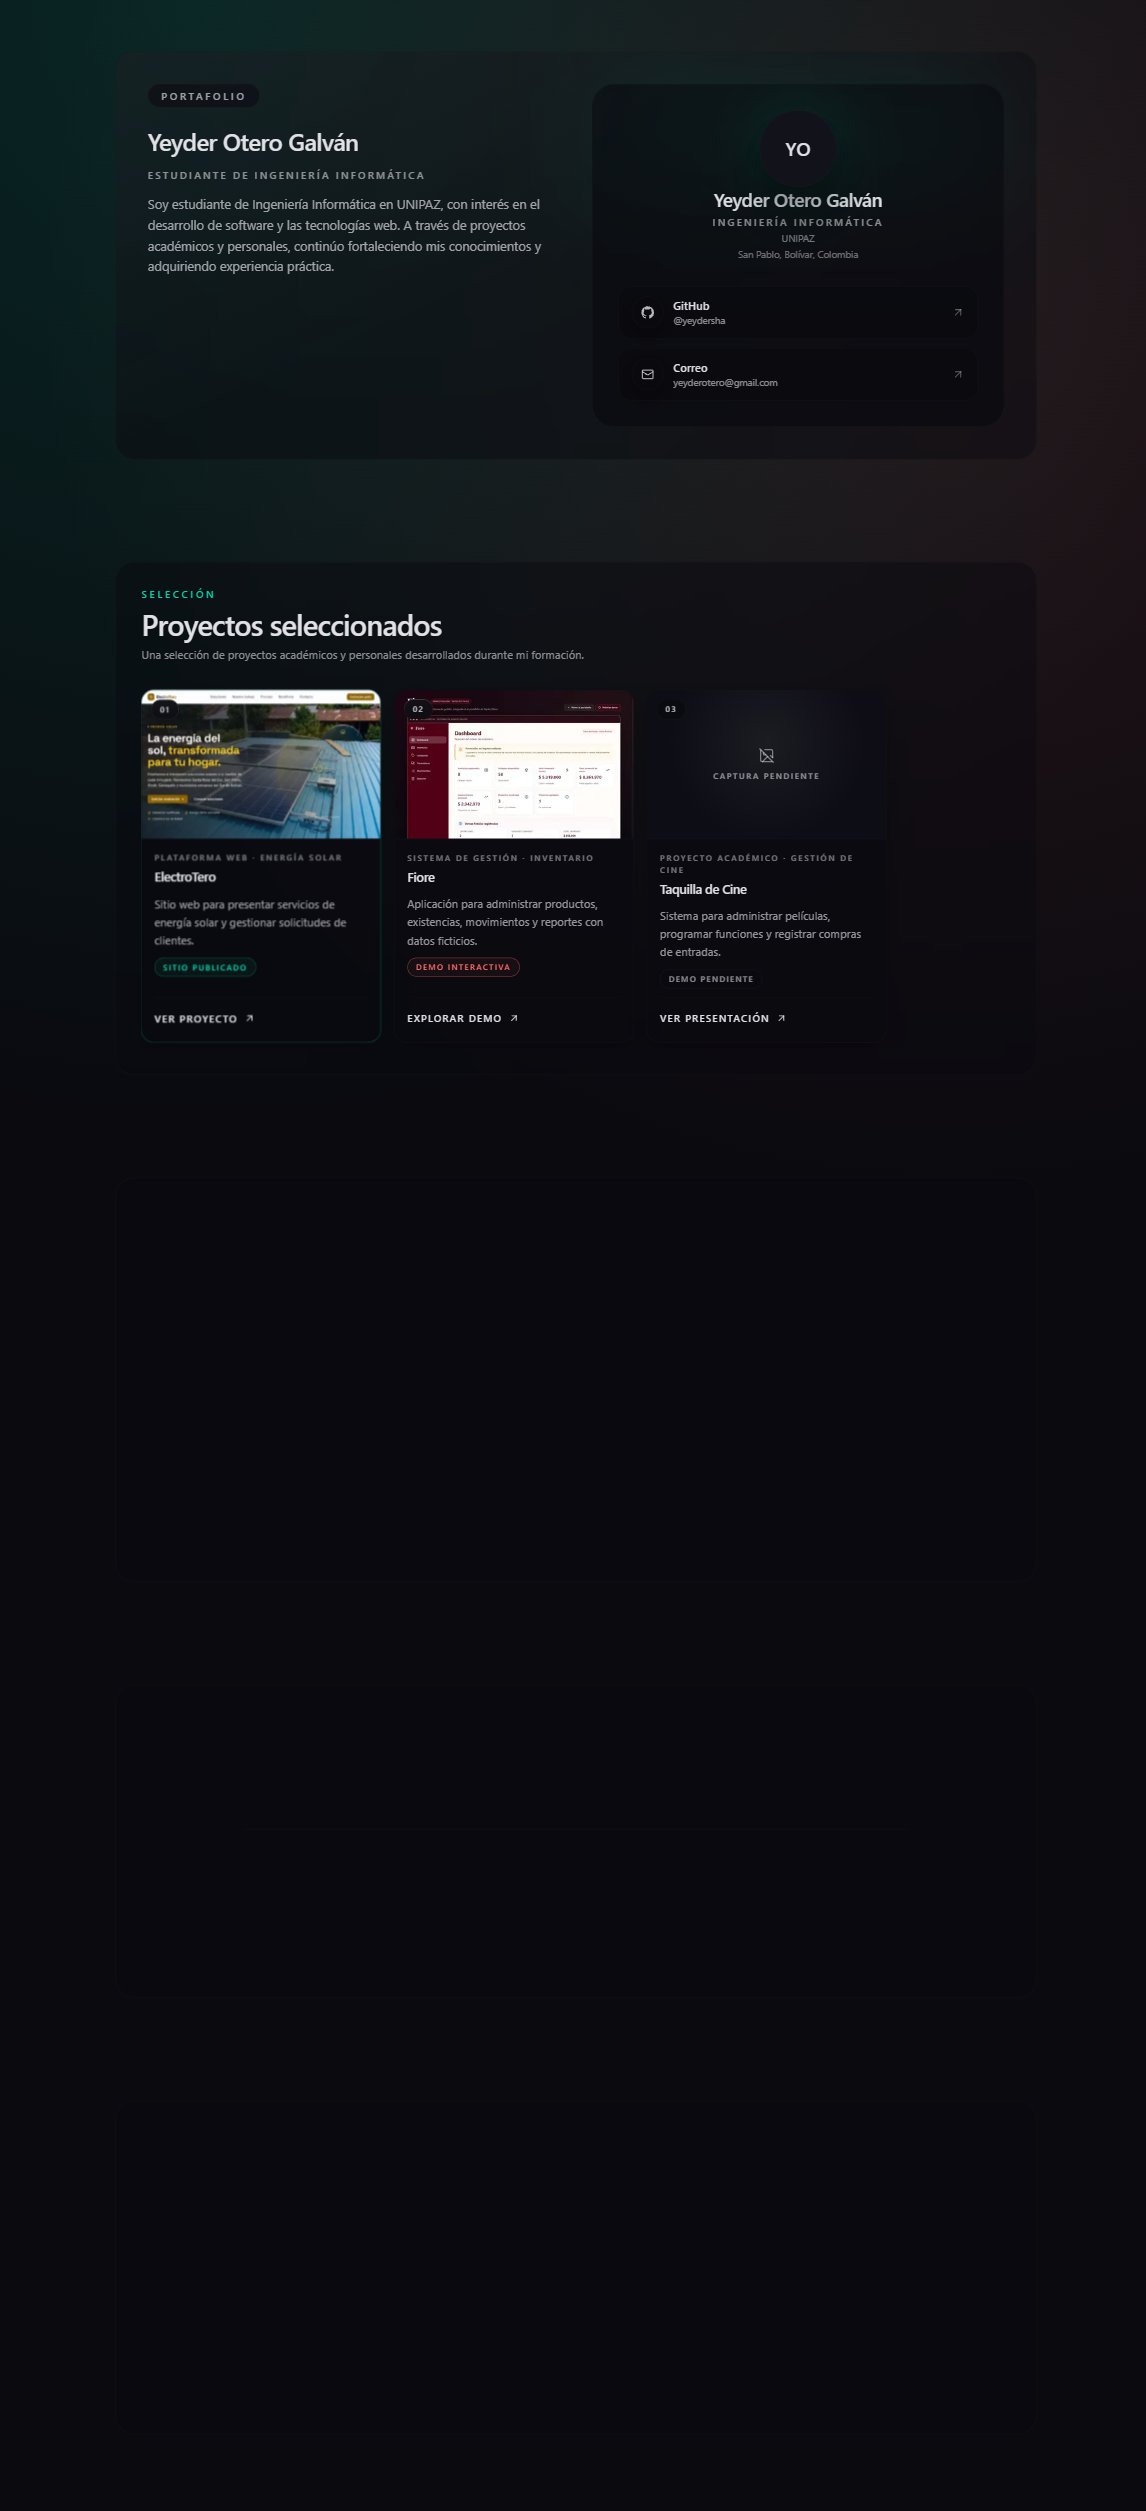 PORTAFOLIO
Yeyder Otero Galván
ESTUDIANTE DE INGENIERÍA INFORMÁTICA
Soy estudiante de Ingeniería Informática en UNIPAZ, con interés en el
desarrollo de software y las tecnologías web. A través de proyectos
académicos y personales, continúo fortaleciendo mis conocimientos y
adquiriendo experiencia práctica.
YO
Yeyder Otero Galván
INGENIERÍA INFORMÁTICA
UNIPAZ
San Pablo, Bolívar, Colombia
GitHub
@yeydersha
Correo
yeyderotero@gmail.com
SELECCIÓN
Proyectos seleccionados
Una selección de proyectos académicos y personales desarrollados durante mi formación.
01
La energía del
sol, transformada
para tu hogar.
PLATAFORMA WEB · ENERGÍA SOLAR
ElectroTero
Sitio web para presentar servicios de
energía solar y gestionar solicitudes de
clientes.
SITIO PUBLICADO
VER PROYECTO
02
Fiore
Dashboard
SISTEMA DE GESTIÓN · INVENTARIO
Fiore
Aplicación para administrar productos,
existencias, movimientos y reportes con
datos ficticios.
DEMO INTERACTIVA
EXPLORAR DEMO
03
CAPTURA PENDIENTE
PROYECTO ACADÉMICO · GESTIÓN DE
CINE
Taquilla de Cine
Sistema para administrar películas,
programar funciones y registrar compras
de entradas.
DEMO PENDIENTE
VER PRESENTACIÓN